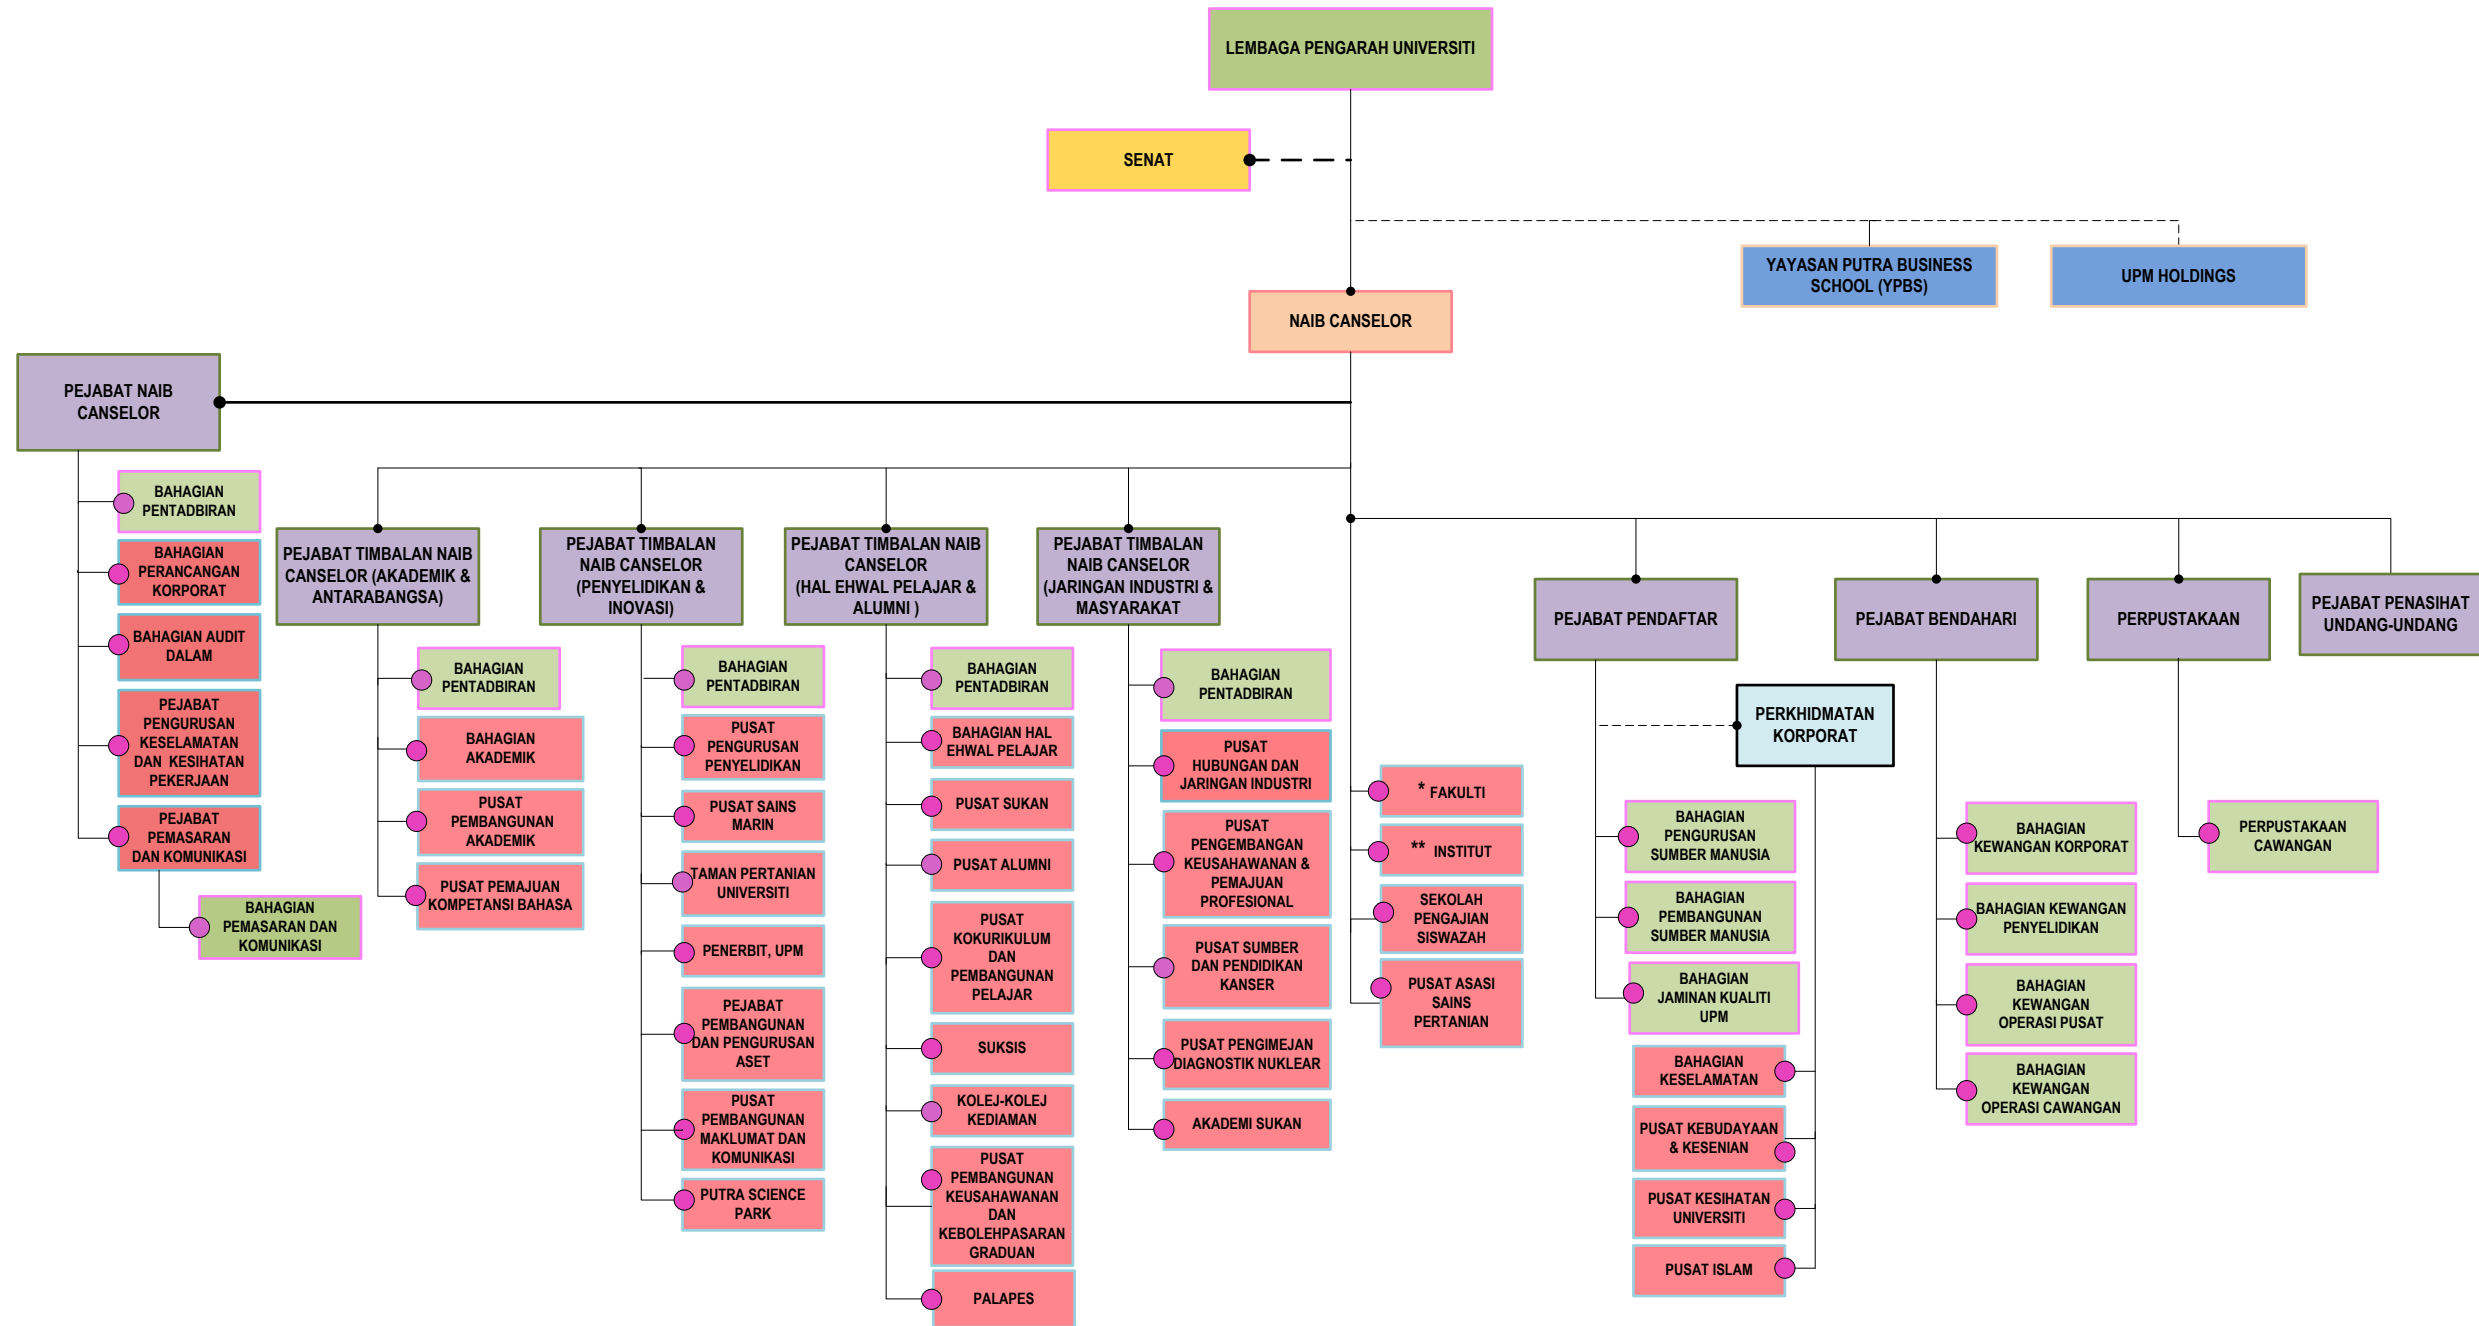 LEMBAGA PENGARAH UNIVERSITI
SENAT
YAYASAN PUTRA BUSINESS
SCHOOL (YPBS)
UPM HOLDINGS
NAIB CANSELOR
PEJABAT NAIB
CANSELOR
BAHAGIAN
PENTADBIRAN
BAHAGIAN
PERANCANGAN
KORPORAT
BAHAGIAN AUDIT
DALAM
PEJABAT
PENGURUSAN
KESELAMATAN
DAN KESIHATAN
PEKERJAAN
PEJABAT
PEMASARAN
DAN KOMUNIKASI
BAHAGIAN
PEMASARAN DAN
KOMUNIKASI
PEJABAT TIMBALAN NAIB
CANSELOR (AKADEMIK &
ANTARABANGSA)
BAHAGIAN
PENTADBIRAN
BAHAGIAN
AKADEMIK
PUSAT
PEMBANGUNAN
AKADEMIK
PUSAT PEMAJUAN
KOMPETANSI BAHASA
PEJABAT TIMBALAN
NAIB CANSELOR
(PENYELIDIKAN &
INOVASI)
BAHAGIAN
PENTADBIRAN
PUSAT
PENGURUSAN
PENYELIDIKAN
PUSAT SAINS
MARIN
TAMAN PERTANIAN
UNIVERSITI
PENERBIT, UPM
PEJABAT
PEMBANGUNAN
DAN PENGURUSAN
ASET
PUSAT
PEMBANGUNAN
MAKLUMAT DAN
KOMUNIKASI
PUTRA SCIENCE
PARK
PEJABAT TIMBALAN NAIB
CANSELOR
(HAL EHWAL PELAJAR &
ALUMNI )
BAHAGIAN
PENTADBIRAN
BAHAGIAN HAL
EHWAL PELAJAR
PUSAT SUKAN
PUSAT ALUMNI
PUSAT
KOKURIKULUM
DAN
PEMBANGUNAN
PELAJAR
SUKSIS
KOLEJ-KOLEJ
KEDIAMAN
PUSAT
PEMBANGUNAN
KEUSAHAWANAN
DAN
KEBOLEHPASARAN
GRADUAN
PALAPES
PEJABAT TIMBALAN
NAIB CANSELOR
(JARINGAN INDUSTRI &
MASYARAKAT
BAHAGIAN
PENTADBIRAN
PUSAT
HUBUNGAN DAN
JARINGAN INDUSTRI
PUSAT
PENGEMBANGAN
KEUSAHAWANAN &
PEMAJUAN
PROFESIONAL
PUSAT SUMBER
DAN PENDIDIKAN
KANSER
PUSAT PENGIMEJAN
DIAGNOSTIK NUKLEAR
AKADEMI SUKAN
* FAKULTI
** INSTITUT
SEKOLAH
PENGAJIAN
SISWAZAH
PUSAT ASASI
SAINS
PERTANIAN
PEJABAT PENDAFTAR
PERKHIDMATAN
KORPORAT
BAHAGIAN
PENGURUSAN
SUMBER MANUSIA
BAHAGIAN
PEMBANGUNAN
SUMBER MANUSIA
BAHAGIAN
JAMINAN KUALITI
UPM
BAHAGIAN
KESELAMATAN
PUSAT KEBUDAYAAN
& KESENIAN
PUSAT KESIHATAN
UNIVERSITI
PUSAT ISLAM
PEJABAT BENDAHARI
BAHAGIAN
KEWANGAN KORPORAT
BAHAGIAN KEWANGAN
PENYELIDIKAN
BAHAGIAN
KEWANGAN
OPERASI PUSAT
BAHAGIAN
KEWANGAN
OPERASI CAWANGAN
PERPUSTAKAAN
PERPUSTAKAAN
CAWANGAN
PEJABAT PENASIHAT
UNDANG-UNDANG